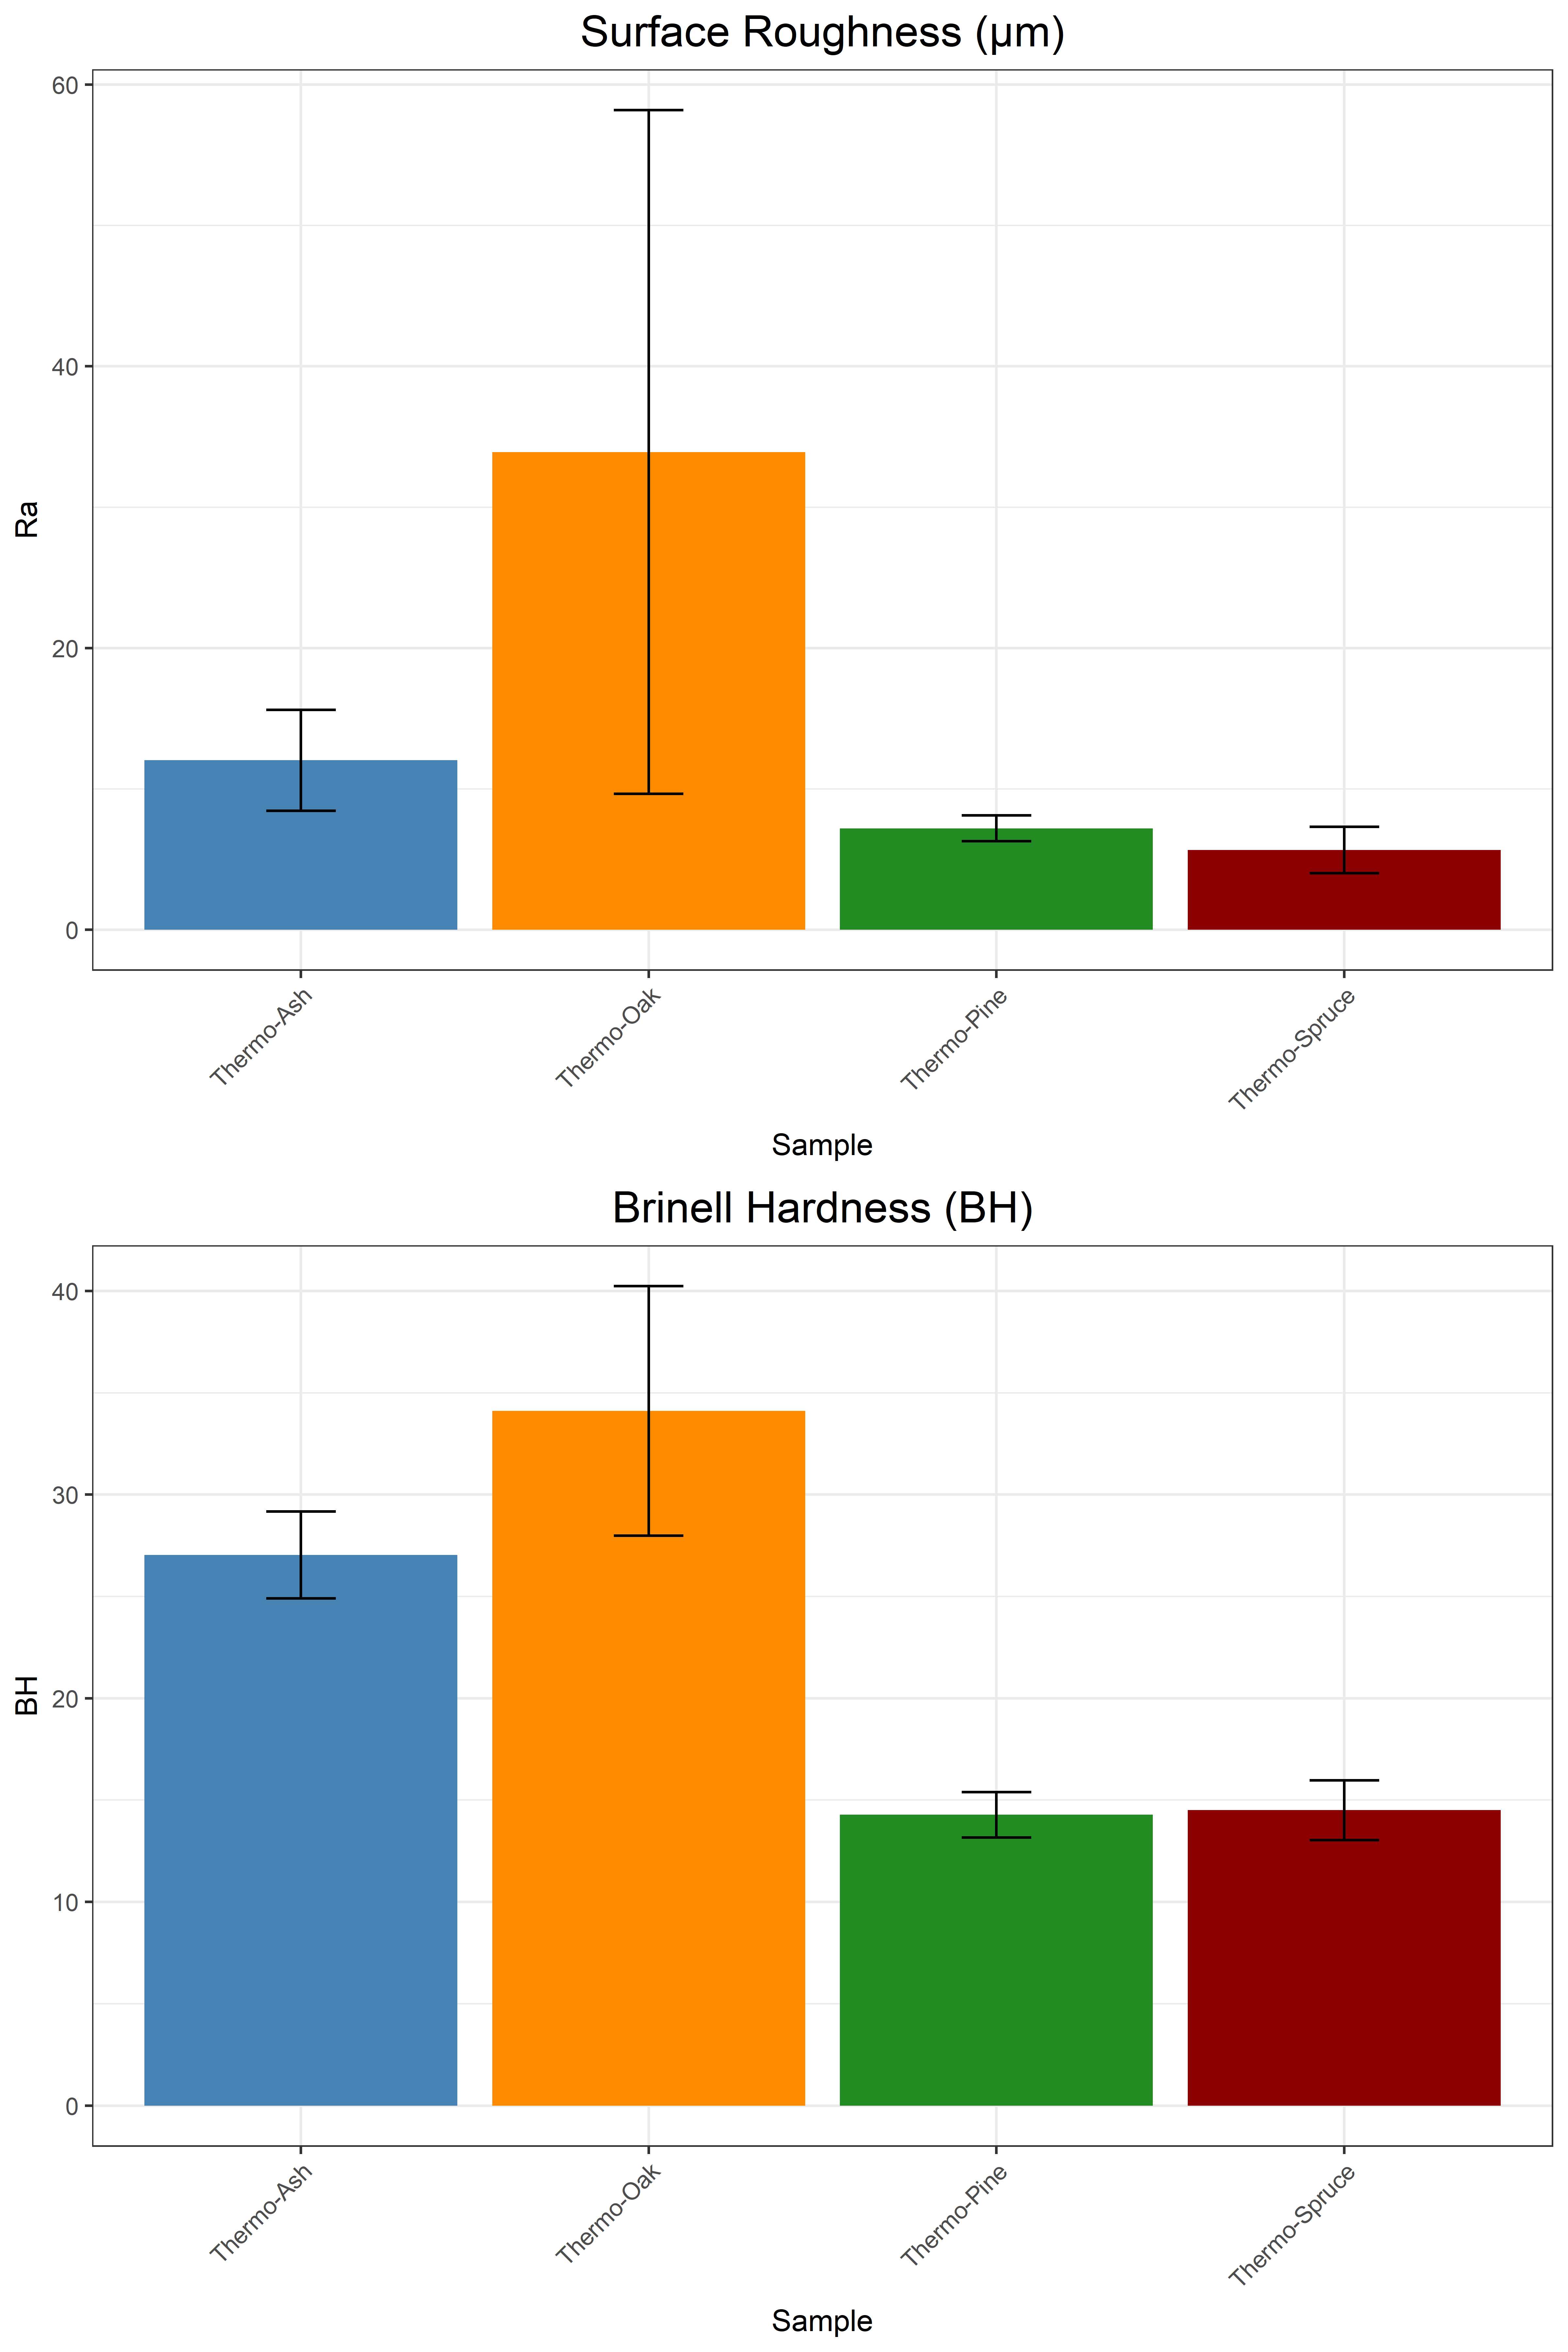 Surface Roughness (µm)
60
40
20
0
Ra
Thermo-Ash
Thermo-Oak
Thermo-Pine
Thermo-Spruce
Sample
Brinell Hardness (BH)
40
30
20
10
0
BH
Thermo-Ash
Thermo-Oak
Thermo-Pine
Thermo-Spruce
Sample